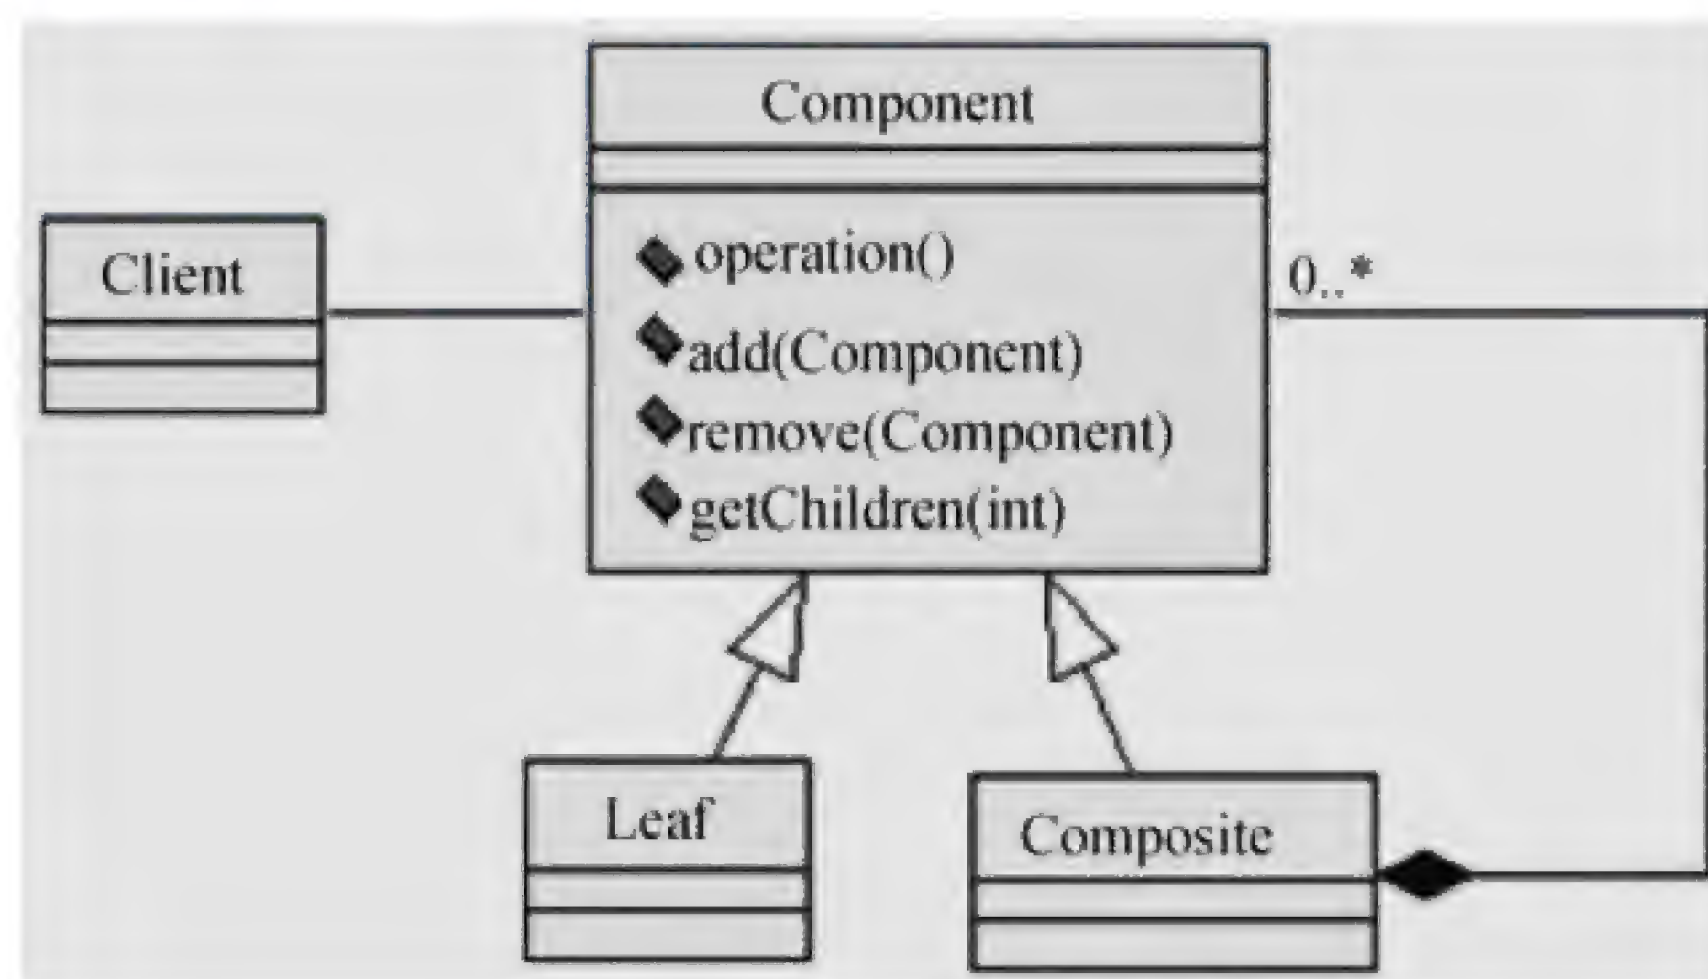 Component
Client
operation()
0..*
add(Component)
remove(Component)
getChildren(int)
Leaf
Composite